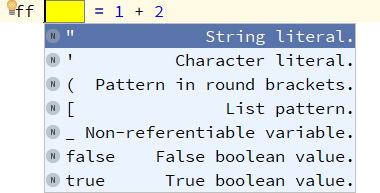 ff = 1 + 2
N " String literal.
N ' Character literal.
N ( Pattern in round brackets.
N [ List pattern.
N _ Non-referentiable variable.
N false False boolean value.
N true True boolean value.